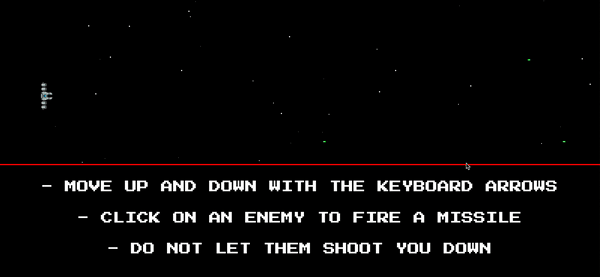 - MOVE UP AND DOWN WITH THE KEYBOARD ARROWS
- CLICK ON AN ENEMY TO FIRE A MISSILE
- DO NOT LET THEM SHOOT YOU DOWN